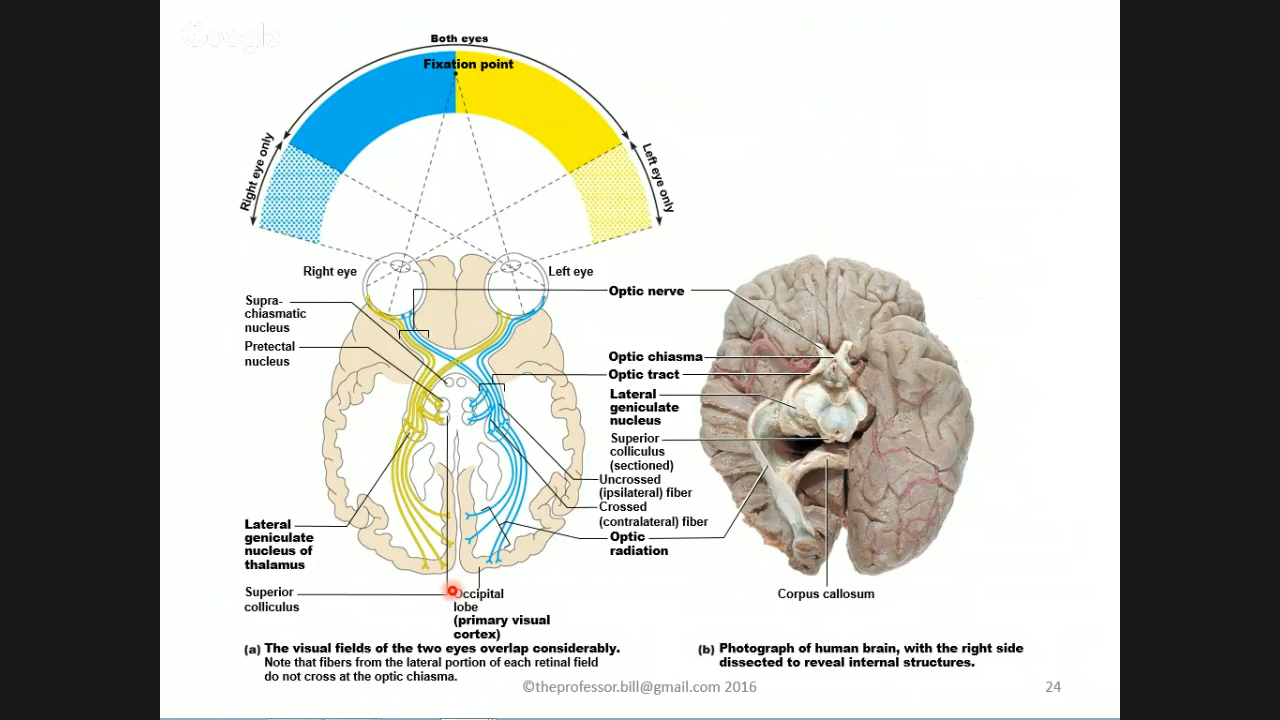 Google
Both eyes
Fixation point
Right eye only
Left eye only
Right eye
Left eye
Supra-
chiasmatic
nucleus
Pretectal
nucleus
Lateral
geniculate
nucleus of
thalamus
Superior
colliculus
Occipital
lobe
(primary visual
cortex)
Optic nerve
Optic chiasma
Optic tract
Lateral
geniculate
nucleus
Superior
colliculus
(sectioned)
Uncrossed
(ipsilateral) fiber
Crossed
(contralateral) fiber
Optic
radiation
Corpus callosum
(a) The visual fields of the two eyes overlap considerably.
Note that fibers from the lateral portion of each retinal field
do not cross at the optic chiasma.
(b) Photograph of human brain, with the right side
dissected to reveal internal structures.
©theprofessor.bill@gmail.com 2016
24